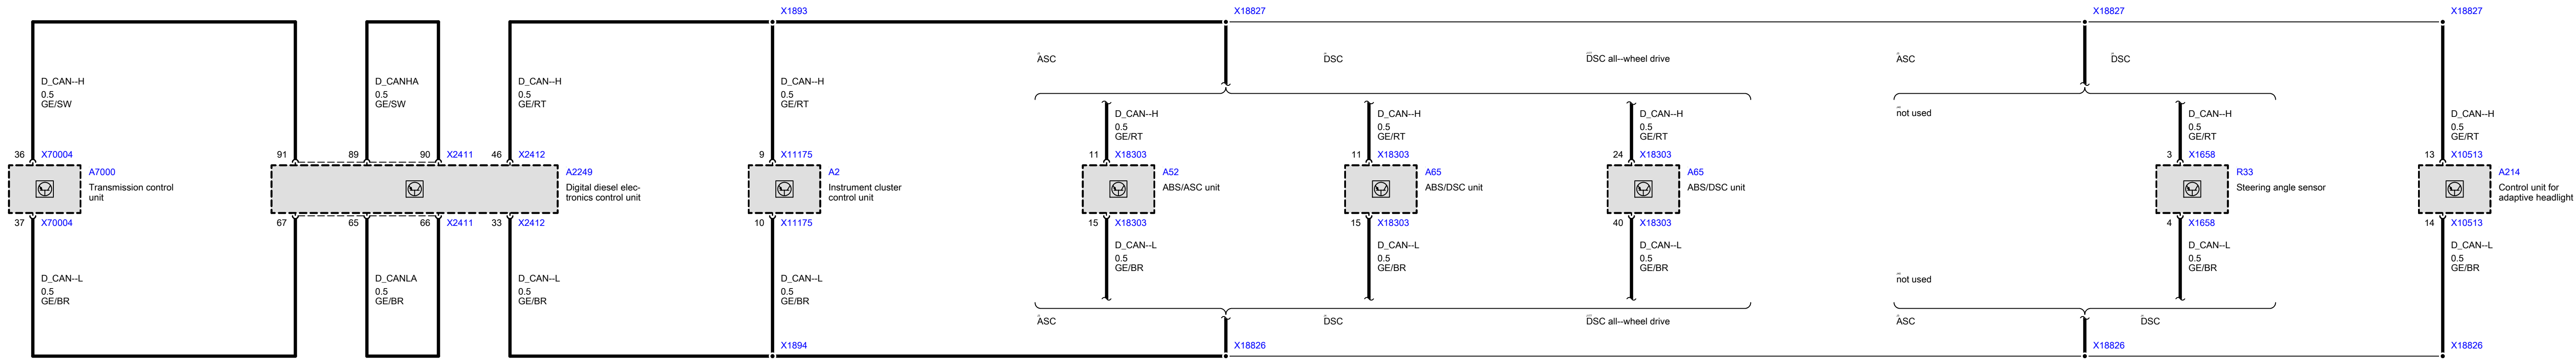 X1893
X18827
X18827
X18827
ASC
DSC
DSC all--wheel drive
ASC
DSC
D_CAN--H
0.5
GE/SW
D_CANHA
0.5
GE/SW
D_CAN--H
0.5
GE/RT
D_CAN--H
0.5
GE/RT
D_CAN--H
0.5
GE/RT
D_CAN--H
0.5
GE/RT
D_CAN--H
0.5
GE/RT
not used
D_CAN--H
0.5
GE/RT
D_CAN--H
0.5
GE/RT
36 X70004
91
89
90 X2411
46 X2412
9 X11175
11 X18303
11 X18303
24 X18303
3 X1658
13 X10513
A7000
Transmission control
unit
A2249
Digital diesel elec-
tronics control unit
A2
Instrument cluster
control unit
A52
ABS/ASC unit
A65
ABS/DSC unit
A65
ABS/DSC unit
R33
Steering angle sensor
A214
Control unit for
adaptive headlight
37 X70004
67
65
66 X2411
33 X2412
10 X11175
15 X18303
15 X18303
40 X18303
4 X1658
14 X10513
D_CAN--L
0.5
GE/BR
D_CANLA
0.5
GE/BR
D_CAN--L
0.5
GE/BR
D_CAN--L
0.5
GE/BR
D_CAN--L
0.5
GE/BR
D_CAN--L
0.5
GE/BR
D_CAN--L
0.5
GE/BR
not used
D_CAN--L
0.5
GE/BR
D_CAN--L
0.5
GE/BR
ASC
DSC
DSC all--wheel drive
ASC
DSC
X1894
X18826
X18826
X18826